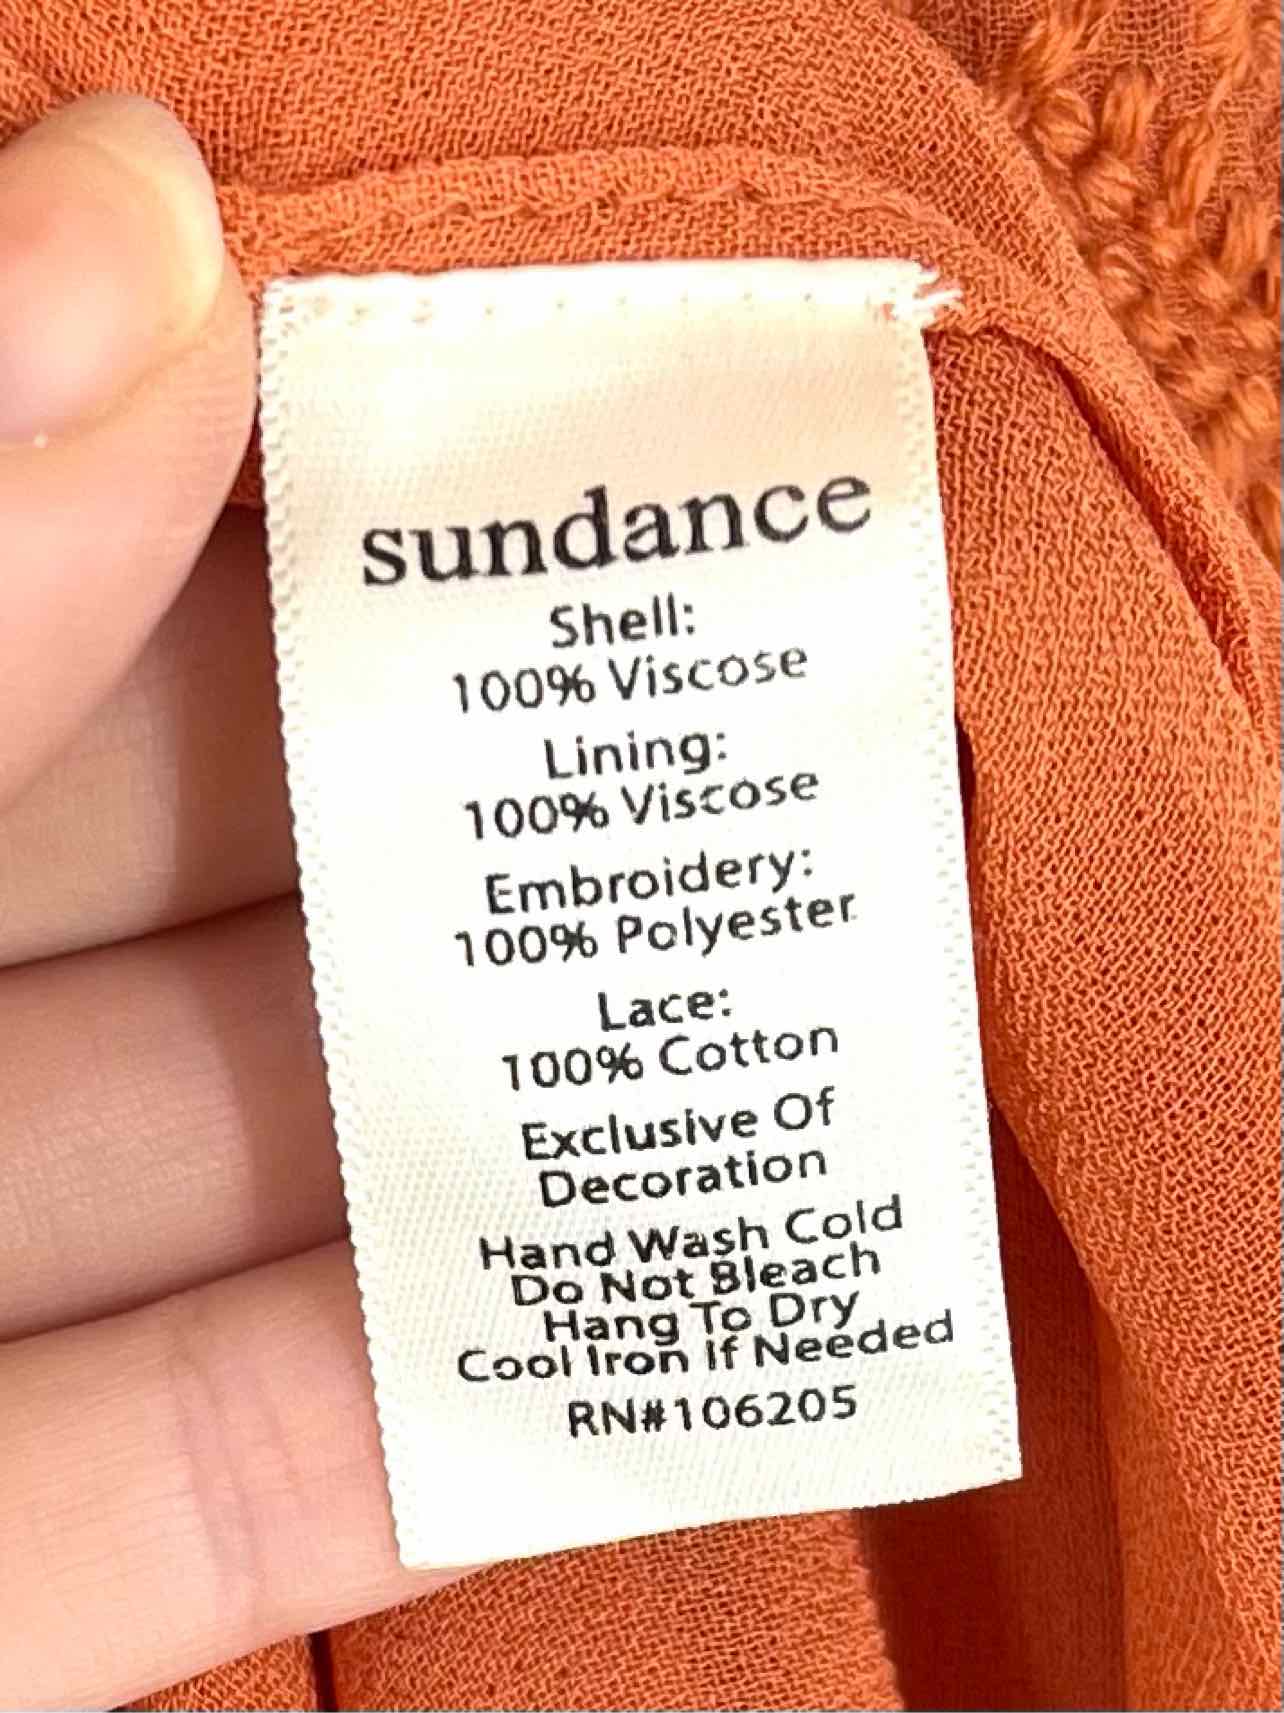 sundance
Shell:
100% Viscose
Lining:
100% Viscose
Embroidery:
100% Polyester
Lace:
100% Cotton
Exclusive Of
Decoration
Hand Wash Cold
Do Not Bleach
Hang To Dry
Cool Iron If Needed
RN#106205